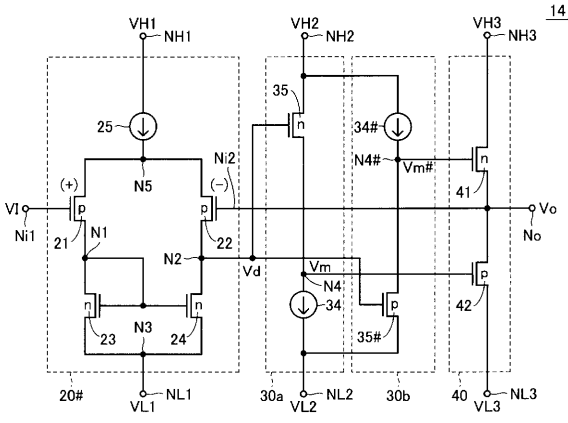 14
VH1 VH2 VH3
NH1 NH2 NH3
35
25 n 34#
N4# Vm# n
N5 41
(+) (-) Ni2
VI p p Vo
Ni1 21 22 No
N1 N2 Vd Vm p
N4 42
n n 34 p
23 N3 24 35#
20# NL1 30a NL2 30b 40 NL3
VL1 VL2 VL3